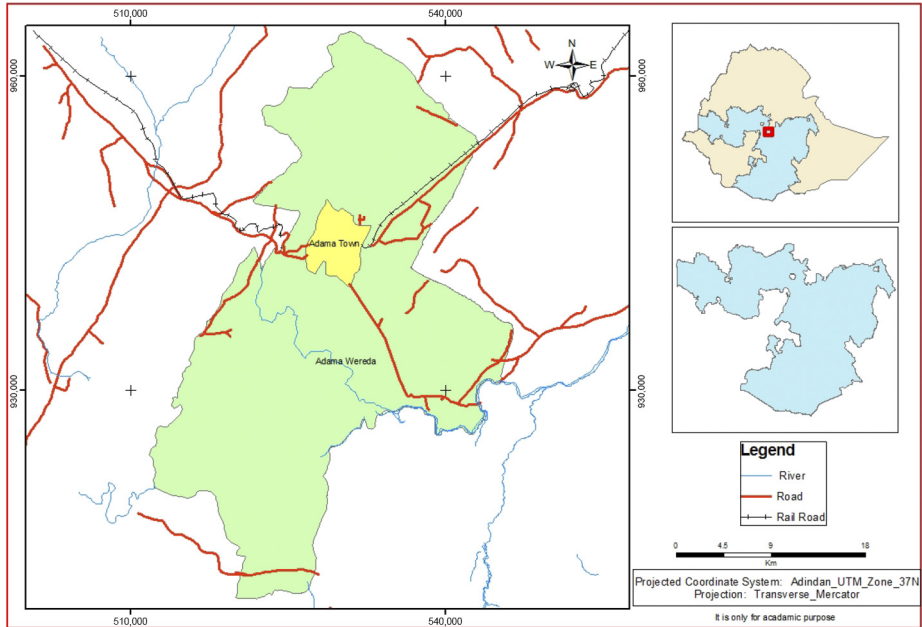 510,000 540,000
960,000 960,000
N
W E
S
Adama Town
Adama Wereda
930,000 930,000
510,000 540,000
Legend
River
Road
Rail Road
0 4.5 9 18
Km
Projected Coordinate System: Adindan_UTM_Zone_37N
Projection: Transverse_Mercator
It is only for acadamic purpose